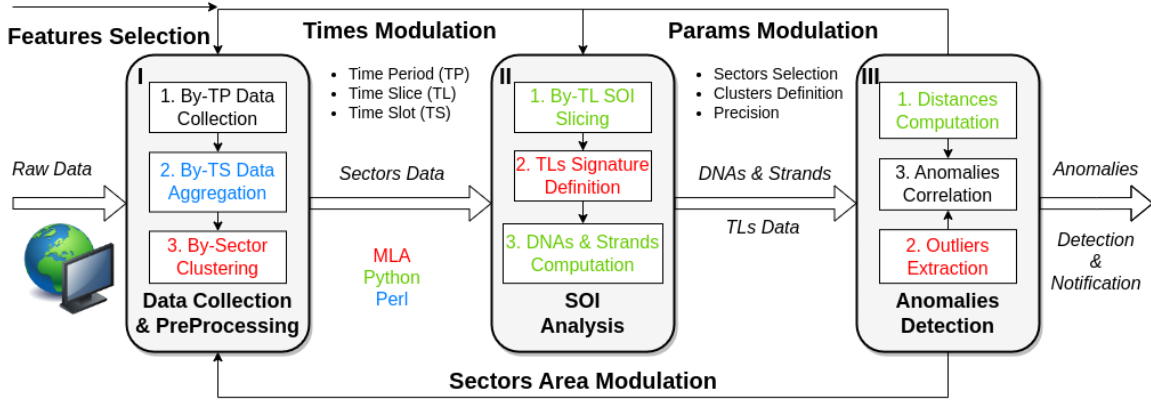 Features Selection
Times Modulation
Params Modulation
I
1. By-TP Data
Collection
2. By-TS Data
Aggregation
3. By-Sector
Clustering
Data Collection
& PreProcessing
• Time Period (TP)
• Time Slice (TL)
• Time Slot (TS)
II
1. By-TL SOI
Slicing
2. TLs Signature
Definition
3. DNAs & Strands
Computation
SOI
Analysis
• Sectors Selection
• Clusters Definition
• Precision
III
1. Distances
Computation
3. Anomalies
Correlation
2. Outliers
Extraction
Anomalies
Detection
Raw Data
Sectors Data
MLA
Python
Perl
DNAs & Strands
TLs Data
Anomalies
Detection
&
Notification
Sectors Area Modulation